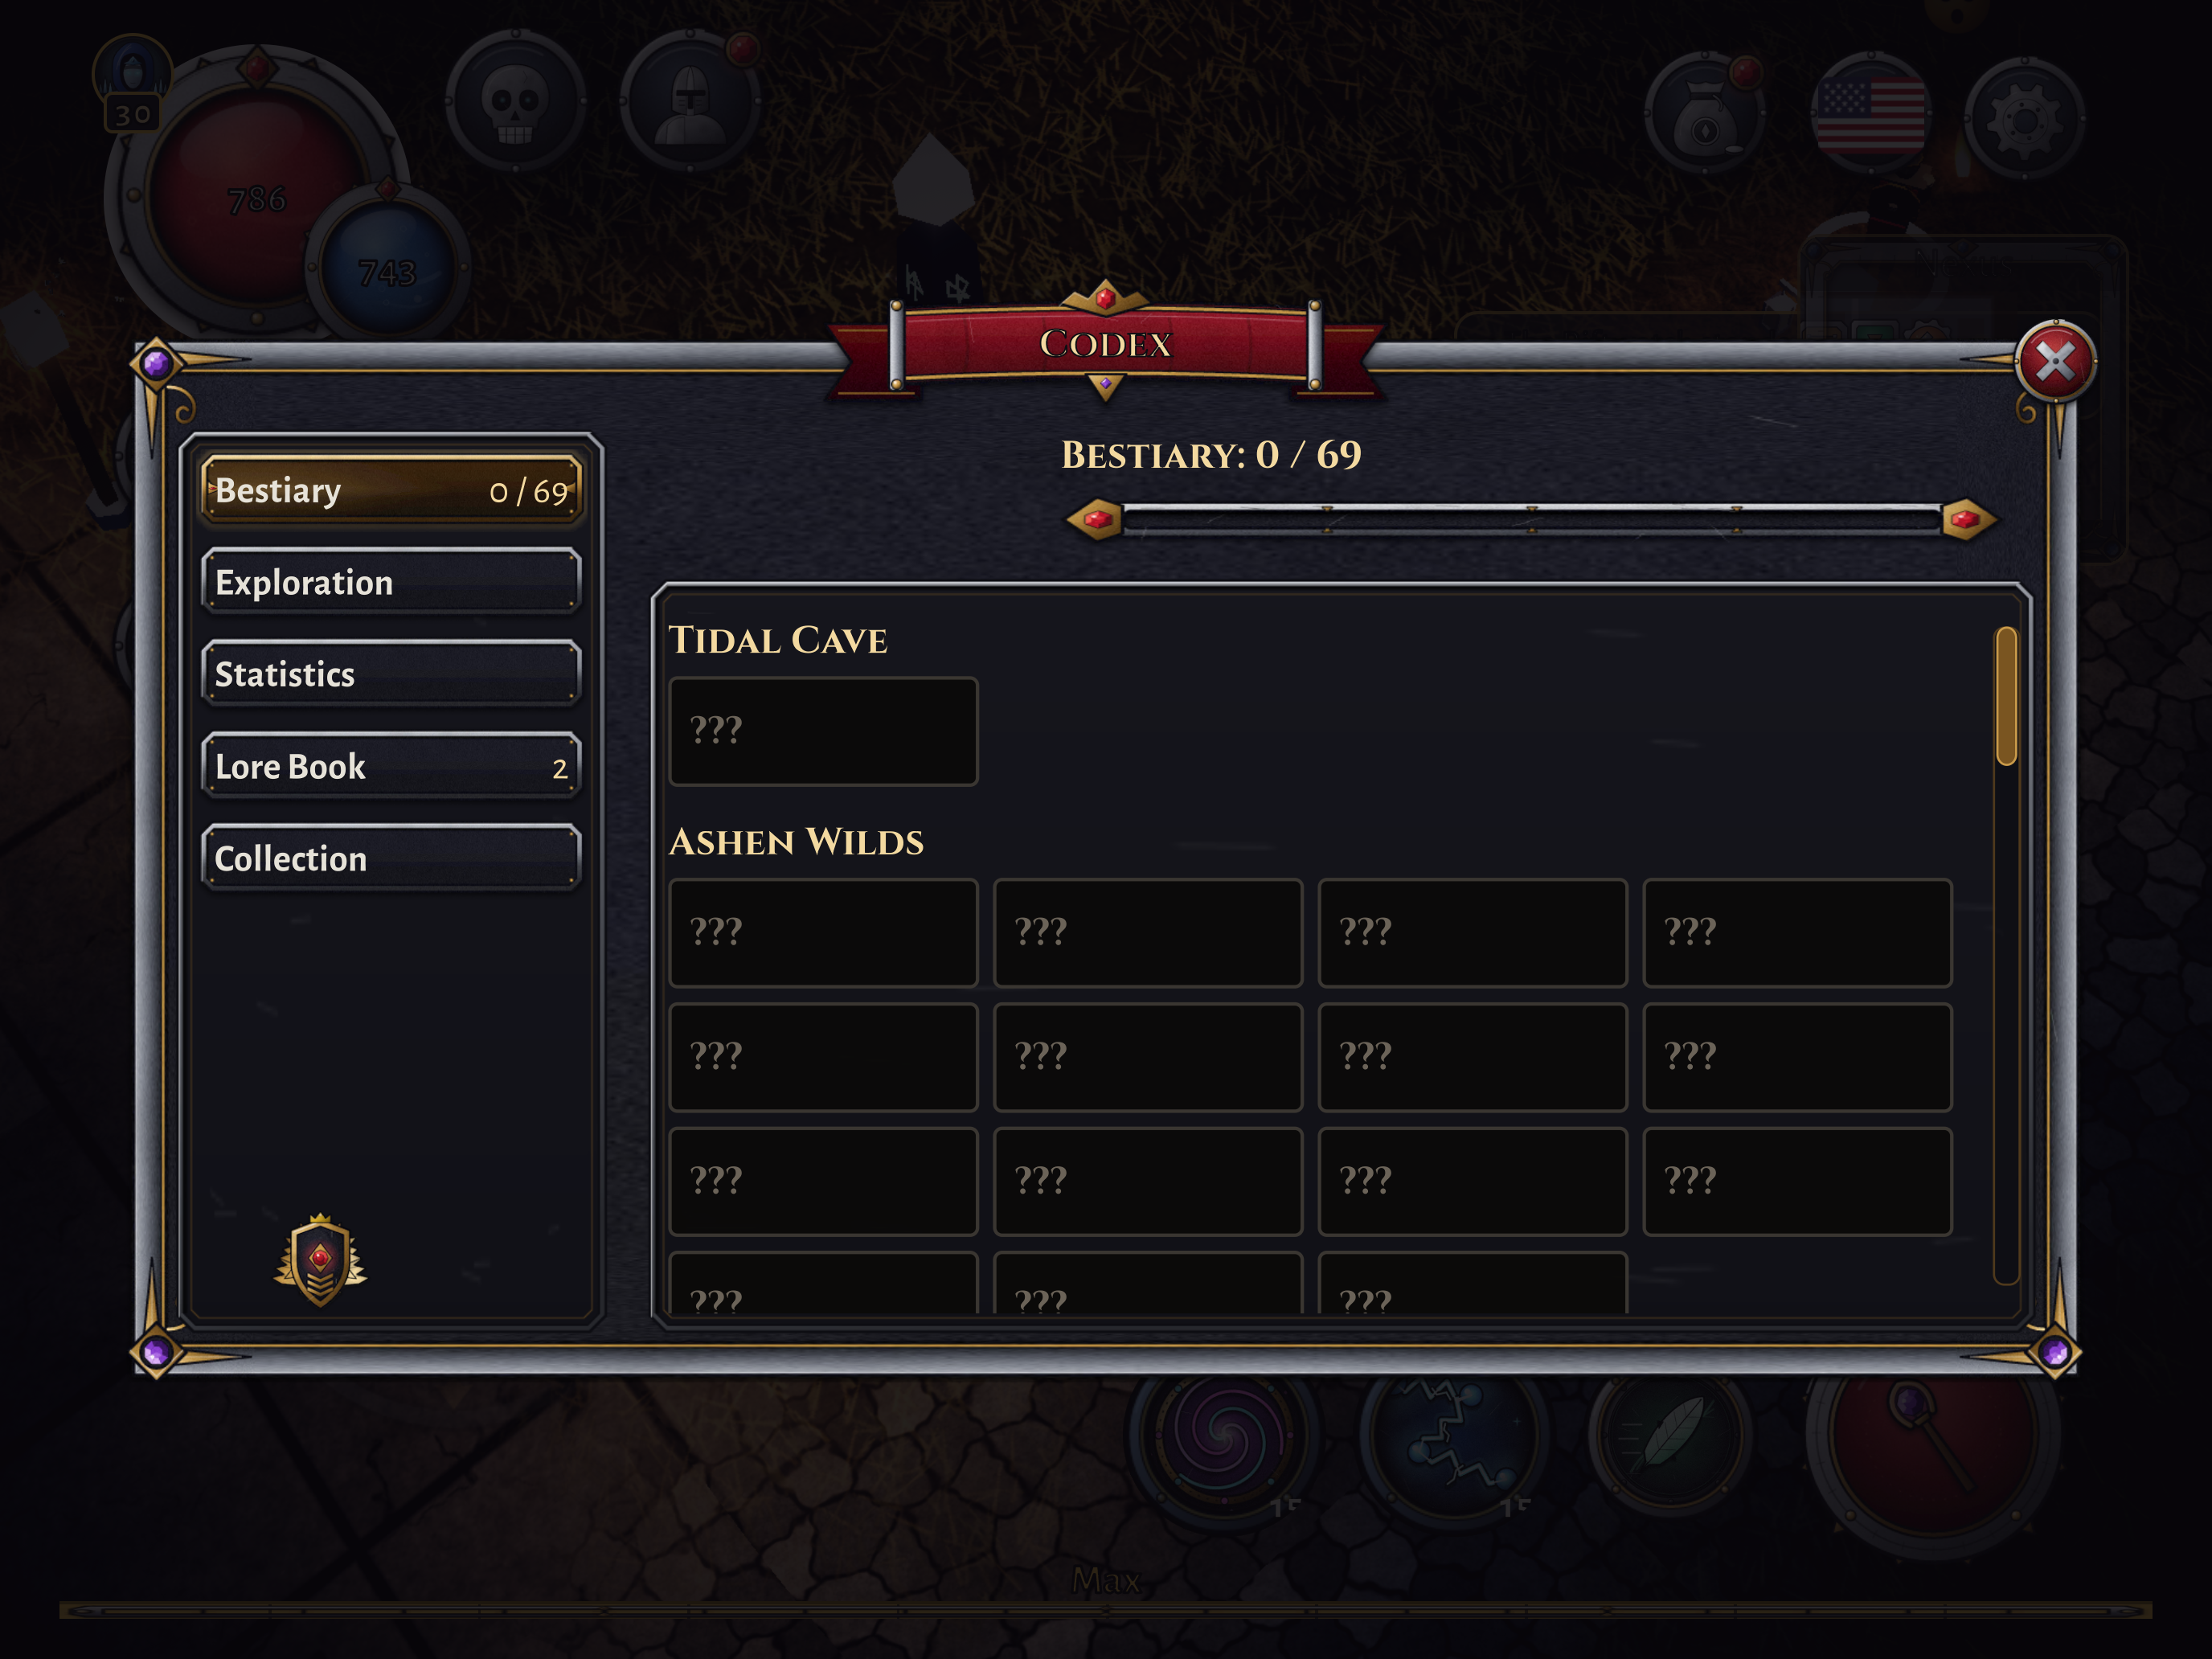 30
786
743
Codex
Bestiary: 0 / 69
Bestiary 0 / 69
Exploration
Statistics
Lore Book 2
Collection
Tidal Cave
???
Ashen Wilds
??? ??? ??? ???
??? ??? ??? ???
??? ??? ??? ???
??? ??? ???
Max